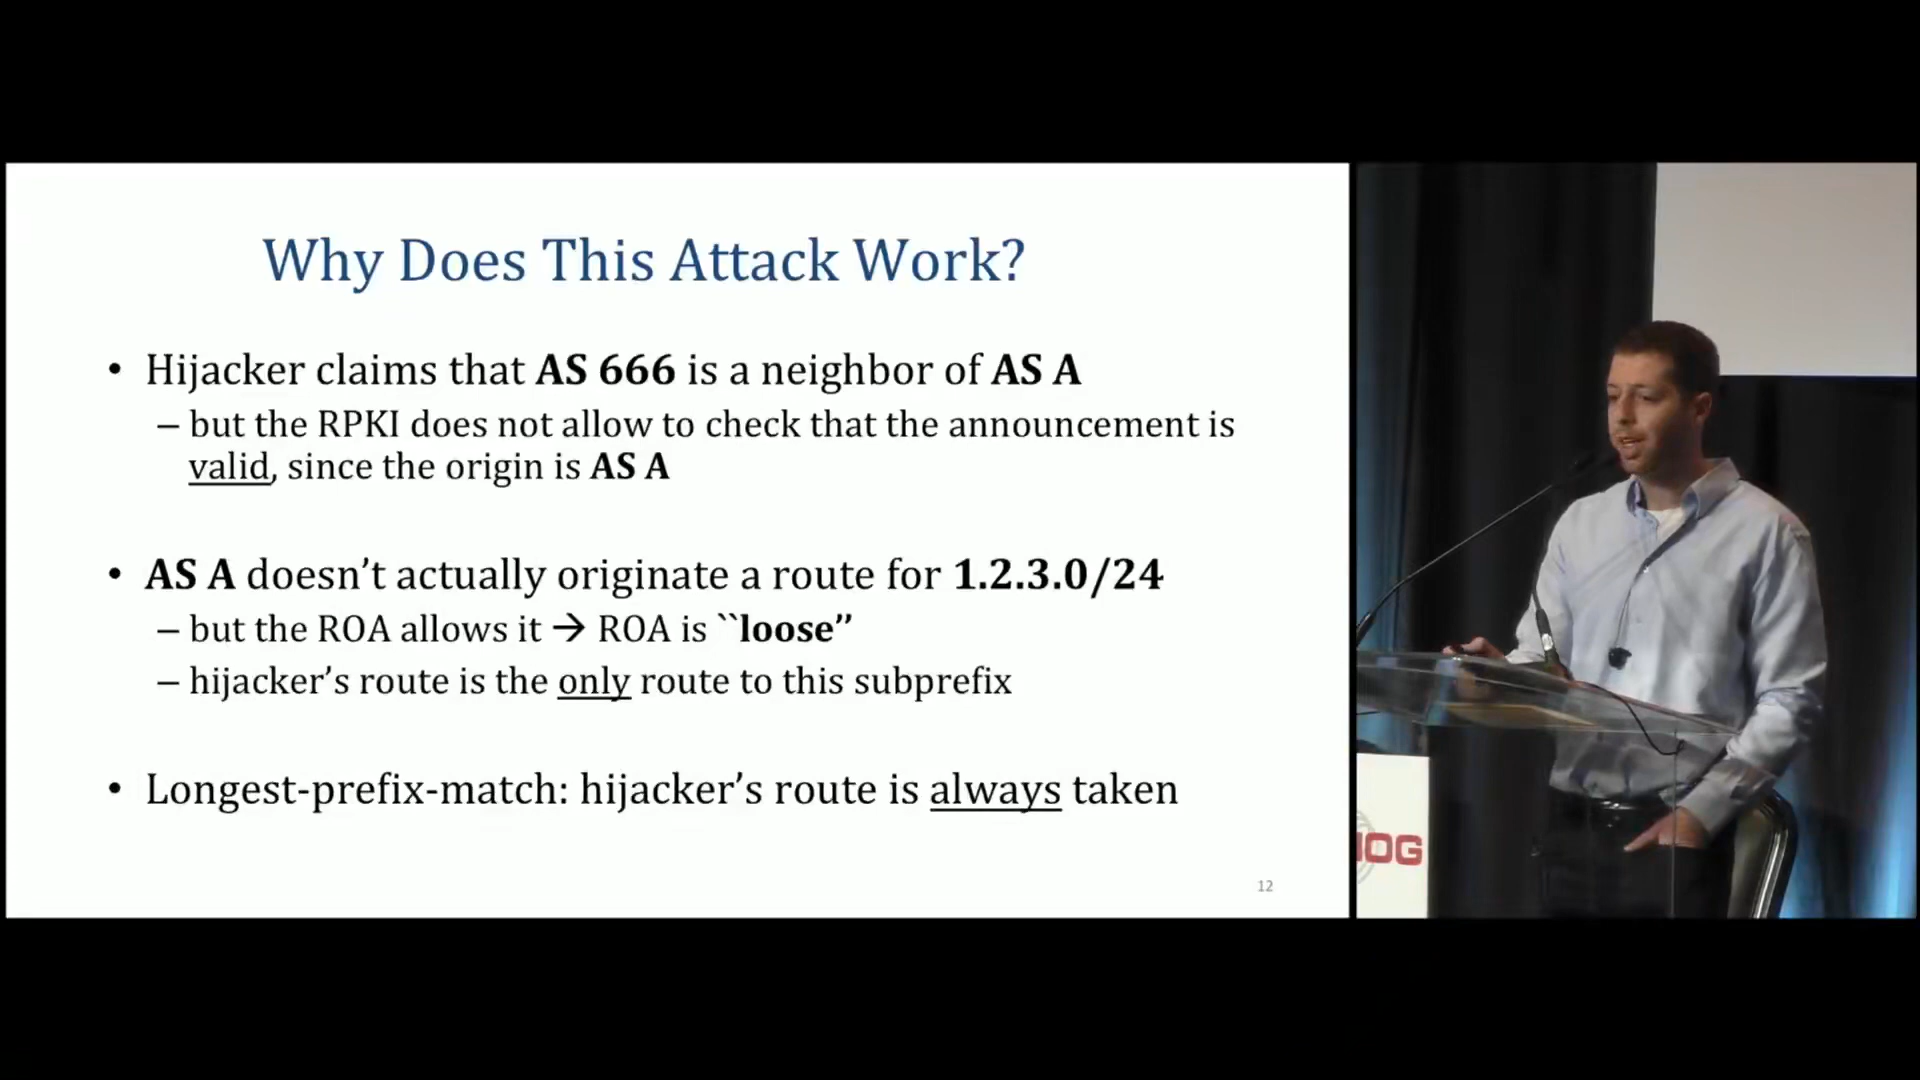 Why Does This Attack Work?
• Hijacker claims that AS 666 is a neighbor of AS A
– but the RPKI does not allow to check that the announcement is
valid, since the origin is AS A
• AS A doesn’t actually originate a route for 1.2.3.0/24
– but the ROA allows it → ROA is ``loose’’
– hijacker’s route is the only route to this subprefix
• Longest-prefix-match: hijacker’s route is always taken
12
IOG